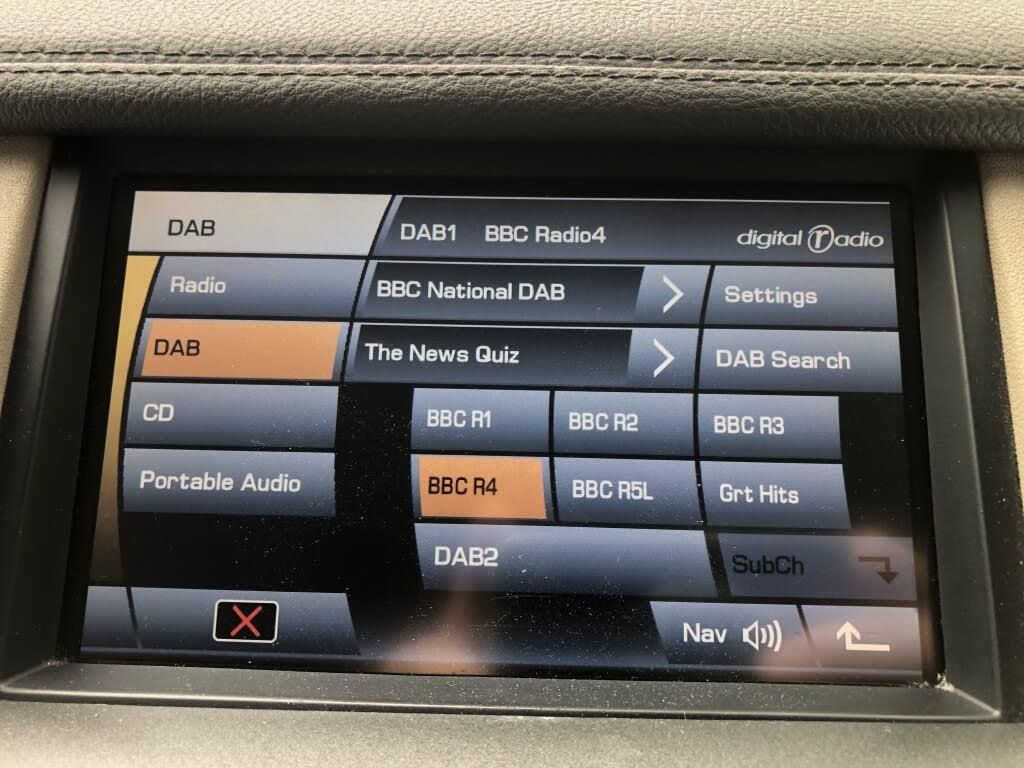 DAB
DAB1 BBC Radio4
digital radio
Radio
BBC National DAB
Settings
DAB
The News Quiz
DAB Search
CD
BBC R1
BBC R2
BBC R3
Portable Audio
BBC R4
BBC R5L
Grt Hits
DAB2
SubCh
Nav